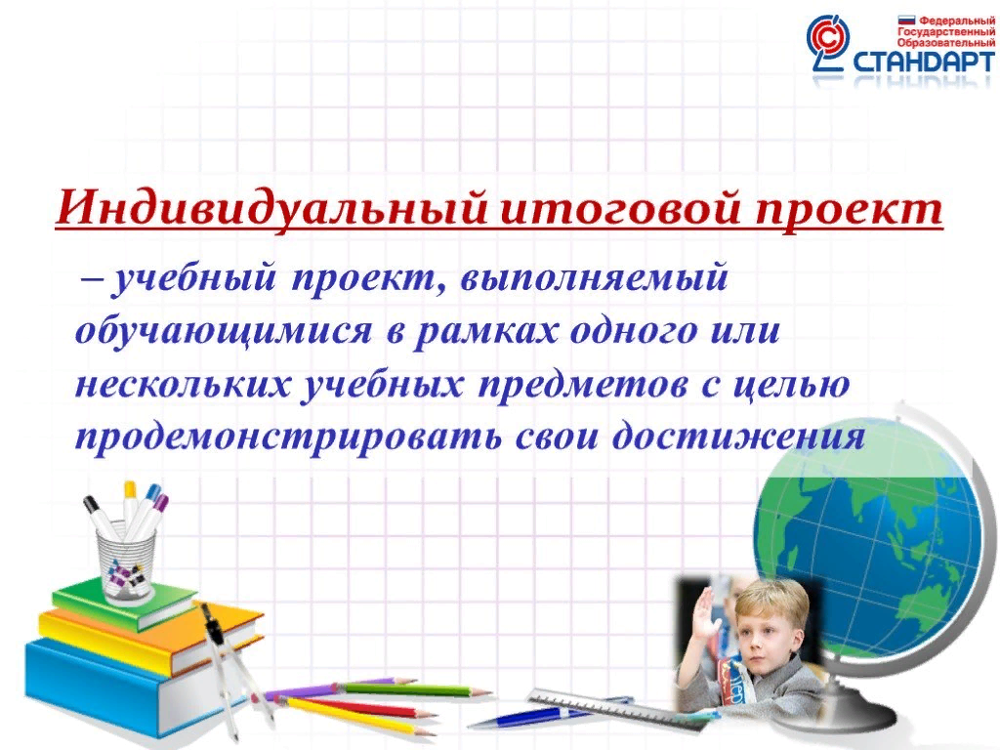 Федеральный
Государственный
Образовательный
СТАНДАРТ
Индивидуальный итоговой проект
– учебный проект, выполняемый
обучающимися в рамках одного или
нескольких учебных предметов с целью
продемонстрировать свои достижения